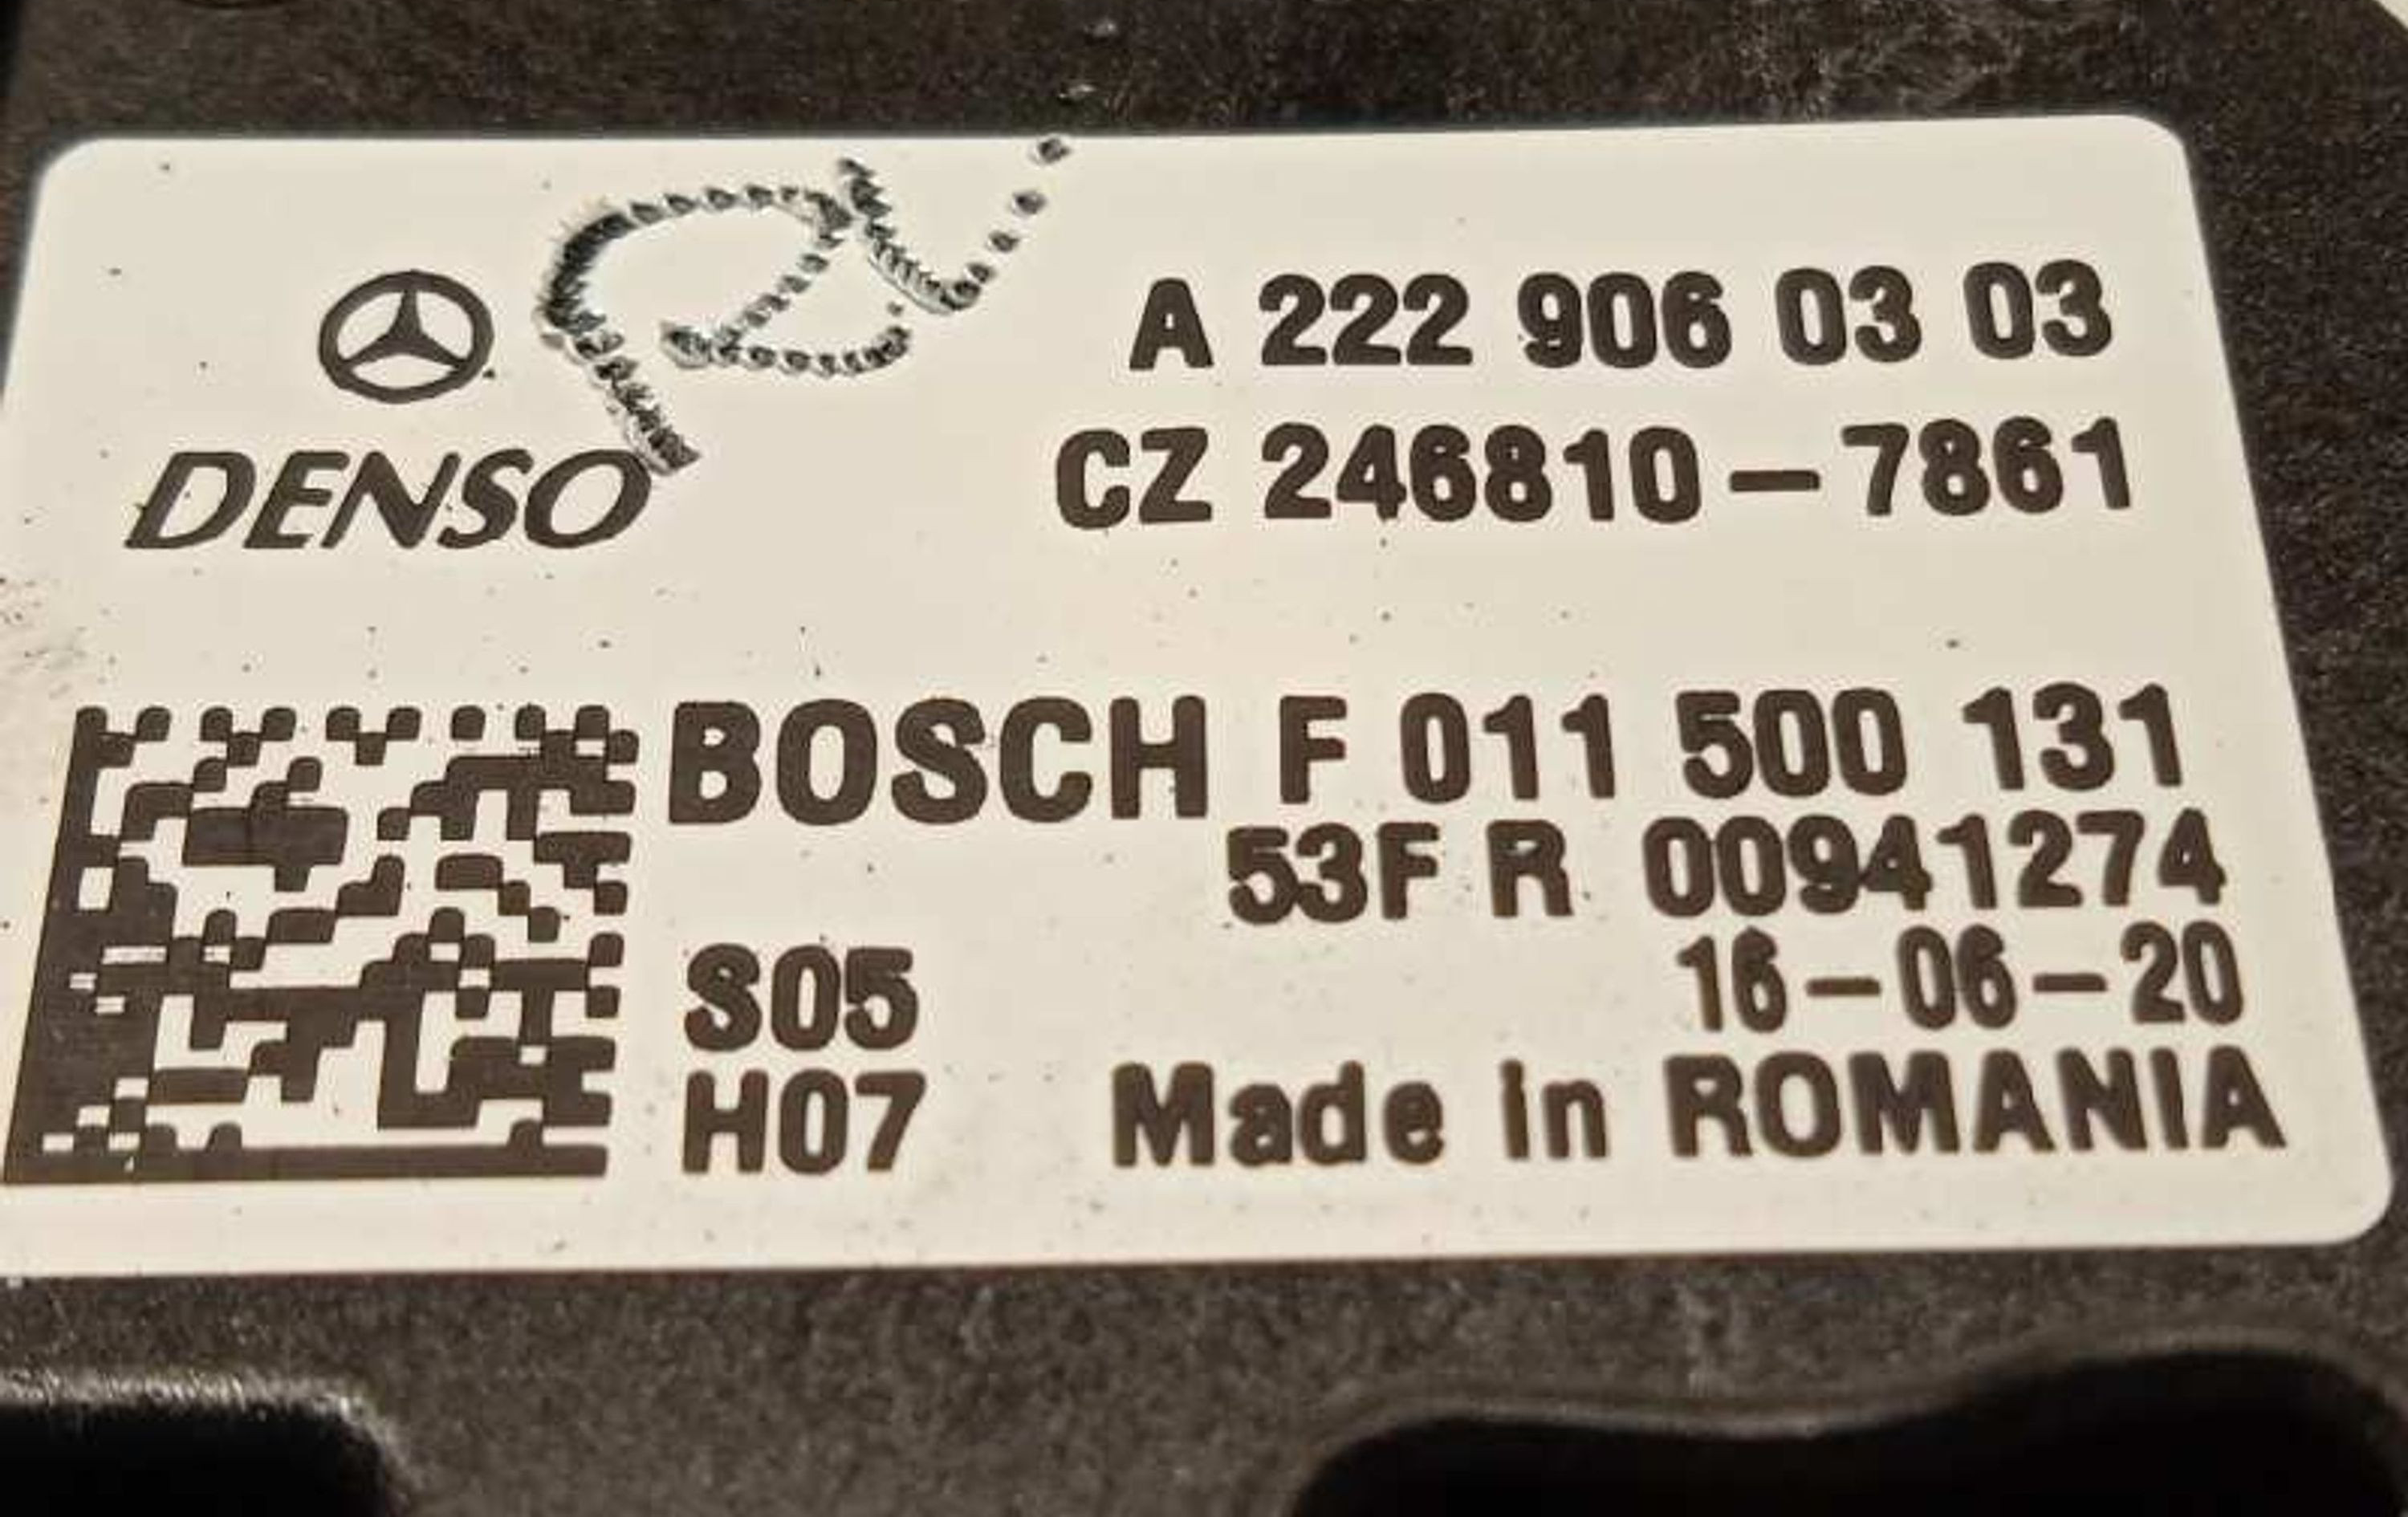 A 222 906 03 03
DENSO
CZ 246810-7861
BOSCH F 011 500 131
53F R 00941274
S05
16-06-20
H07
Made in ROMANIA